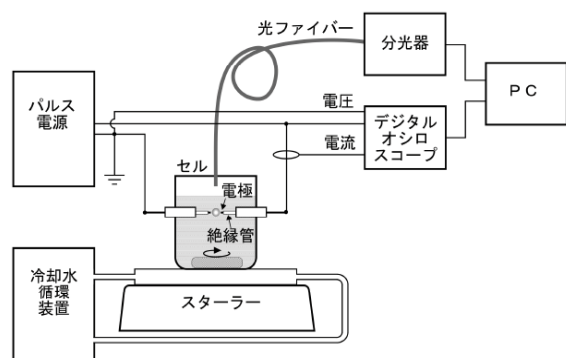 光ファイバー
分光器
パルス
電源
電圧
PC
デジタル
オシロ
スコープ
電流
セル
電極
絶縁管
冷却水
循環
装置
スターラー